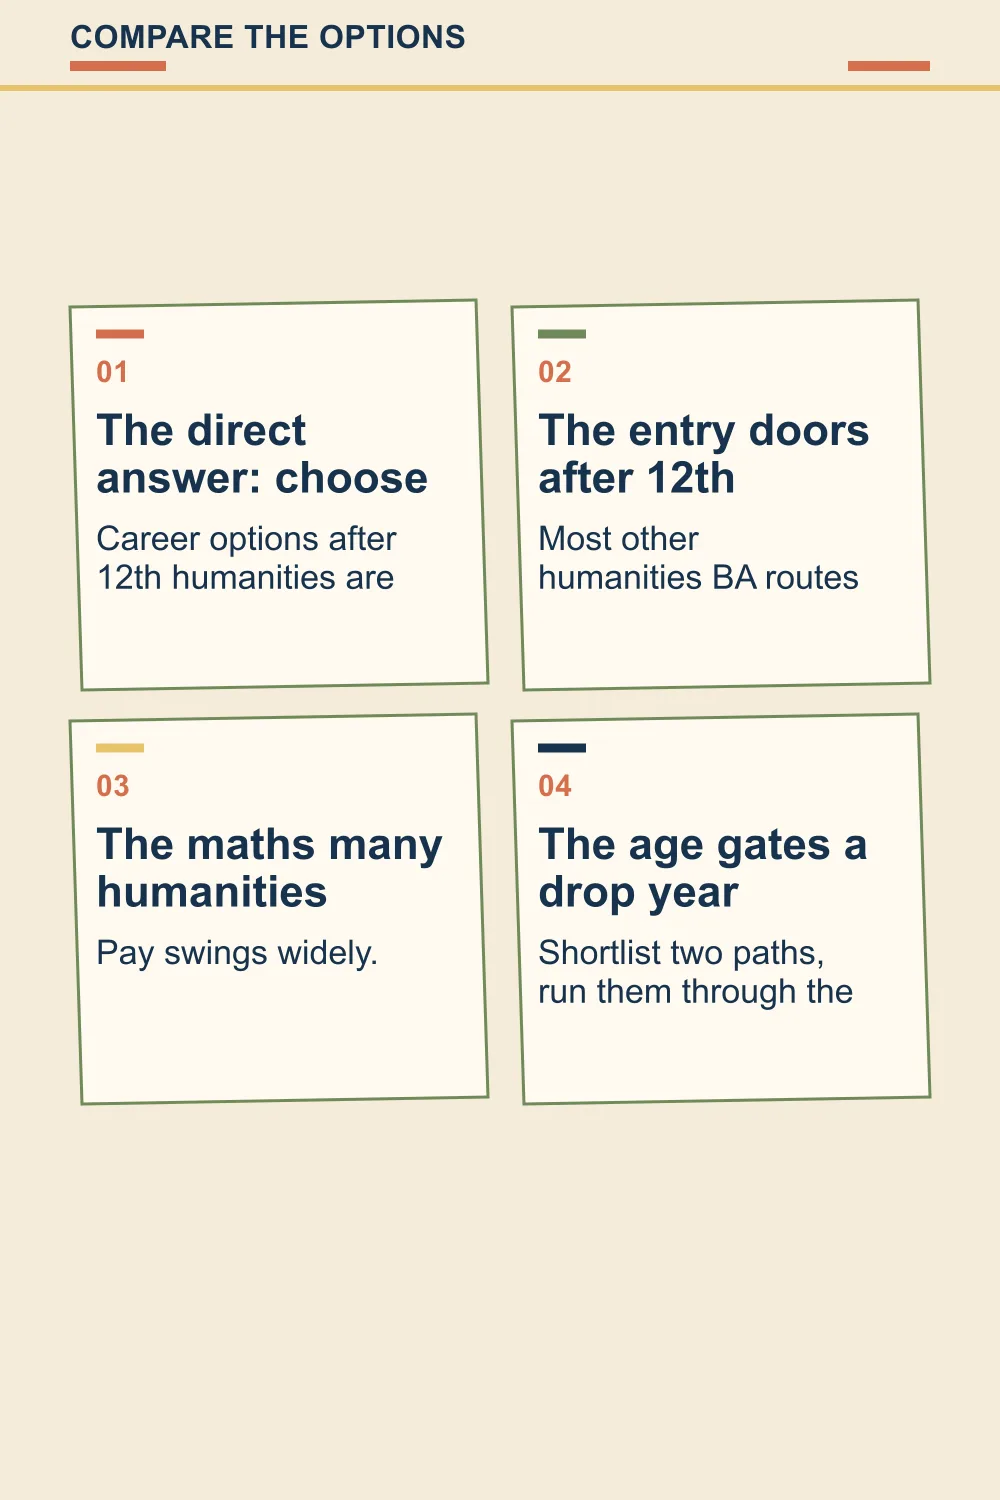 COMPARE THE OPTIONS
01
The direct
answer: choose
Career options after
12th humanities are
02
The entry doors
after 12th
Most other
humanities BA routes
03
The maths many
humanities
Pay swings widely.
04
The age gates a
drop year
Shortlist two paths,
run them through the